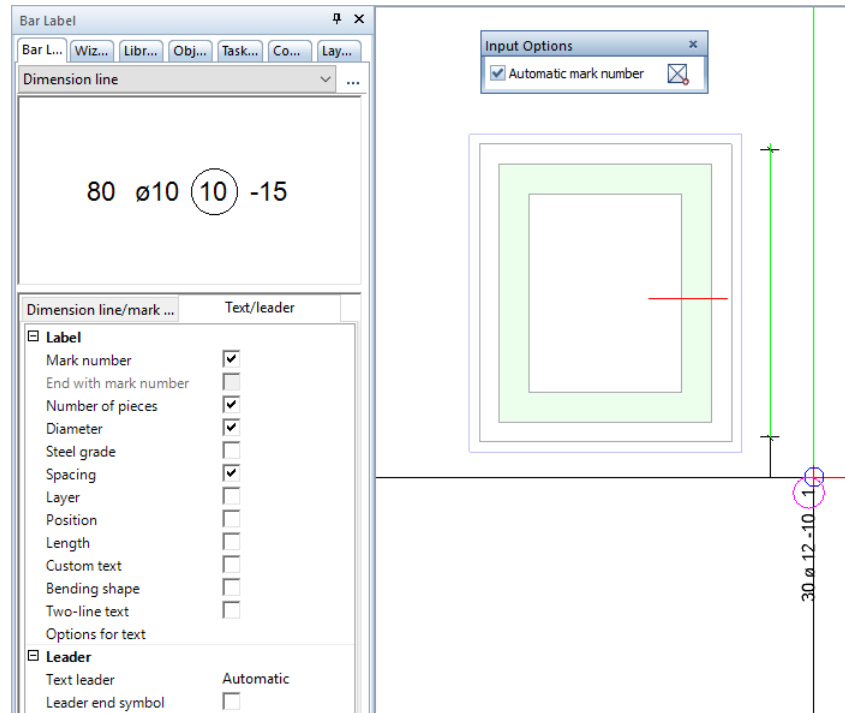 Bar Label
Bar L... Wiz... Libr... Obj... Task... Co... Lay...
Dimension line ...
80 ø10 10 -15
Dimension line/mark ... Text/leader
Label
Mark number
End with mark number
Number of pieces
Diameter
Steel grade
Spacing
Layer
Position
Length
Custom text
Bending shape
Two-line text
Options for text
Leader
Text leader Automatic
Leader end symbol
Input Options
Automatic mark number
30 ø 12 -10 1